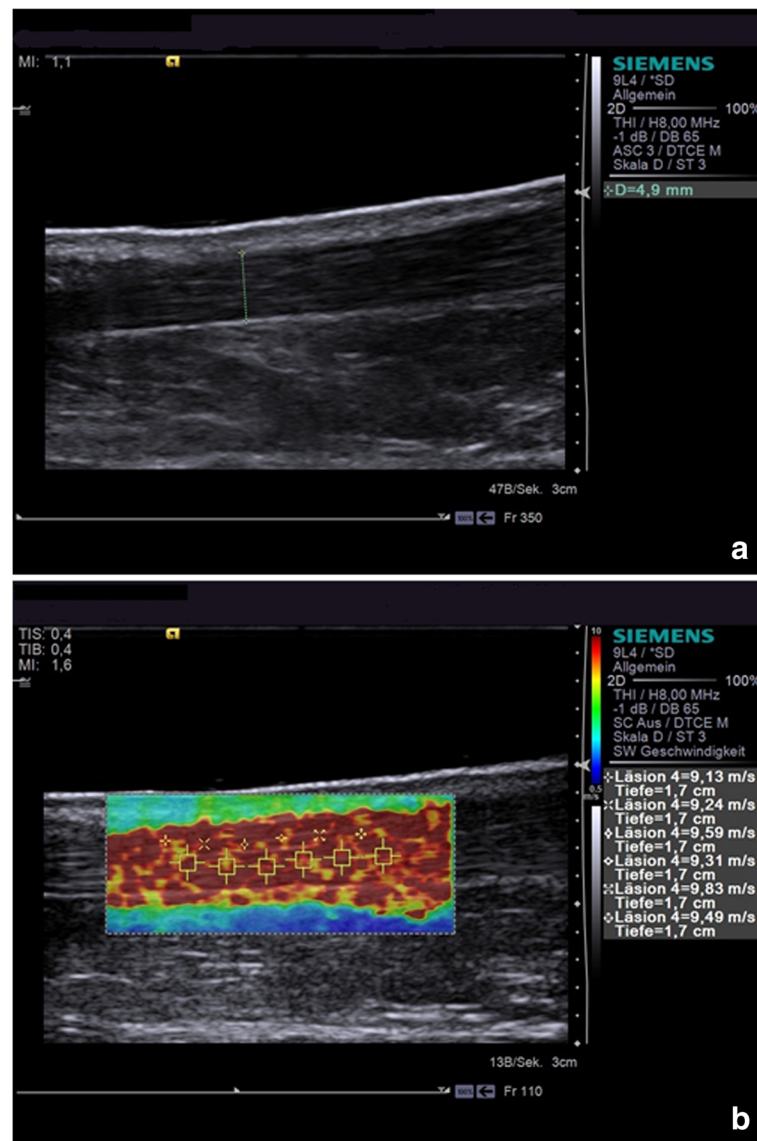 MI: 1,1
SIEMENS
9L4 / *SD
Allgemein
2D 100%
THI / H8,00 MHz
-1 dB / DB 65
ASC 3 / DTCE M
Skala D / ST 3
D=4,9 mm
47B/Sek. 3cm
100% Fr 350
a
TIS: 0,4
TIB: 0,4
MI: 1,6
SIEMENS
9L4 / *SD
Allgemein
2D 100%
THI / H8,00 MHz
-1 dB / DB 65
SC Aus / DTCE M
Skala D / ST 3
SW Geschwindigkeit
10
0,5
m/s
Läsion 4=9,13 m/s
Tiefe=1,7 cm
Läsion 4=9,24 m/s
Tiefe=1,7 cm
Läsion 4=9,59 m/s
Tiefe=1,7 cm
Läsion 4=9,31 m/s
Tiefe=1,7 cm
Läsion 4=9,83 m/s
Tiefe=1,7 cm
Läsion 4=9,49 m/s
Tiefe=1,7 cm
13B/Sek. 3cm
100% Fr 110
b